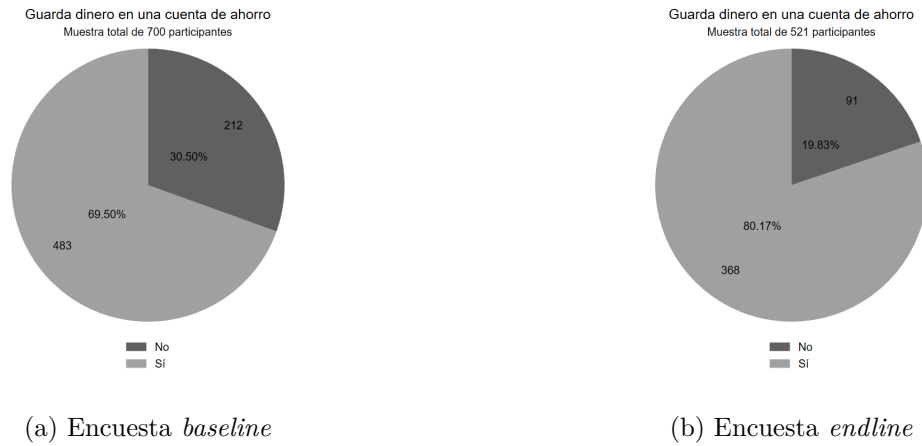 Guarda dinero en una cuenta de ahorro
Muestra total de 700 participantes
212
30.50%
69.50%
483
No
Sí
(a) Encuesta baseline
Guarda dinero en una cuenta de ahorro
Muestra total de 521 participantes
91
19.83%
80.17%
368
No
Sí
(b) Encuesta endline